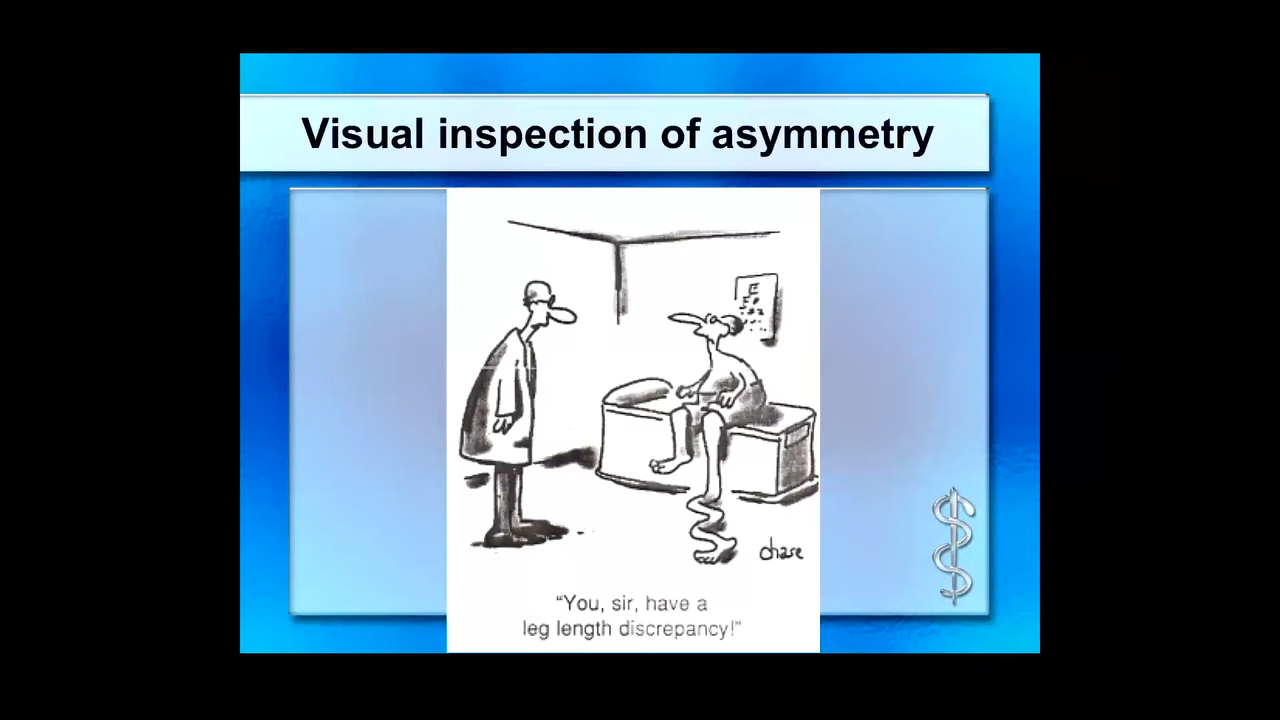 Visual inspection of asymmetry
E
chase
"You, sir, have a
leg length discrepancy!"